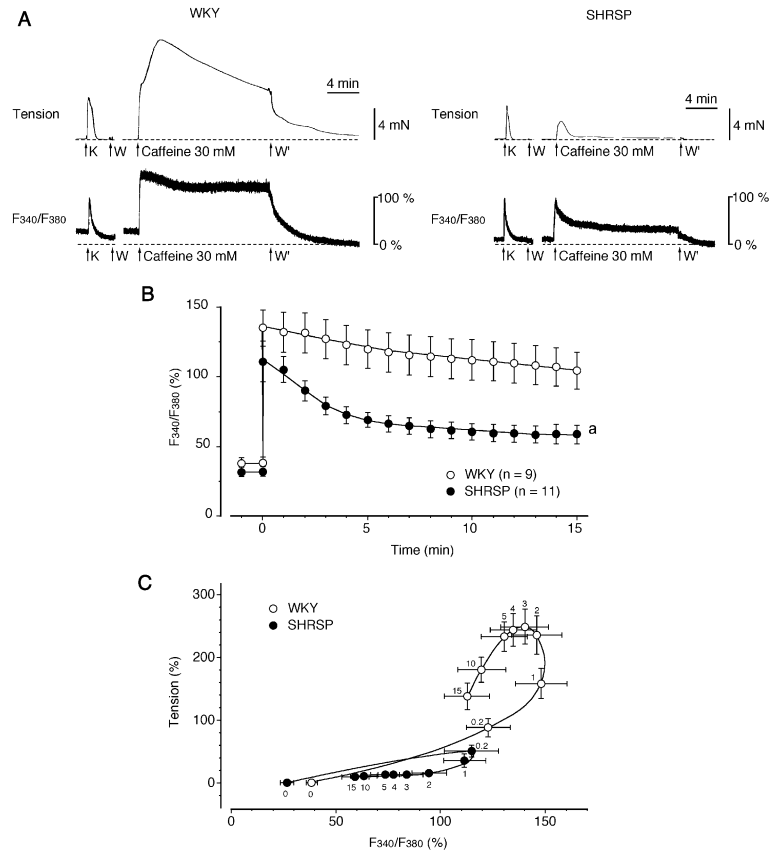 A
WKY
SHRSP
4 min
4 min
Tension
4 mN
Tension
4 mN
K W Caffeine 30 mM W'
K W Caffeine 30 mM W'
100 %
100 %
F340/F380
F340/F380
0 %
0 %
K W Caffeine 30 mM W'
K W Caffeine 30 mM W'
B
150
100
50
0
F340/F380 (%)
a
WKY (n = 9)
SHRSP (n = 11)
0 5 10 15
Time (min)
C
300
200
100
0
Tension (%)
WKY
SHRSP
5 4 3 2
10
1
15
0.2
0.2
1
0 0 15 10 5 4 3 2
0 50 100 150
F340/F380 (%)